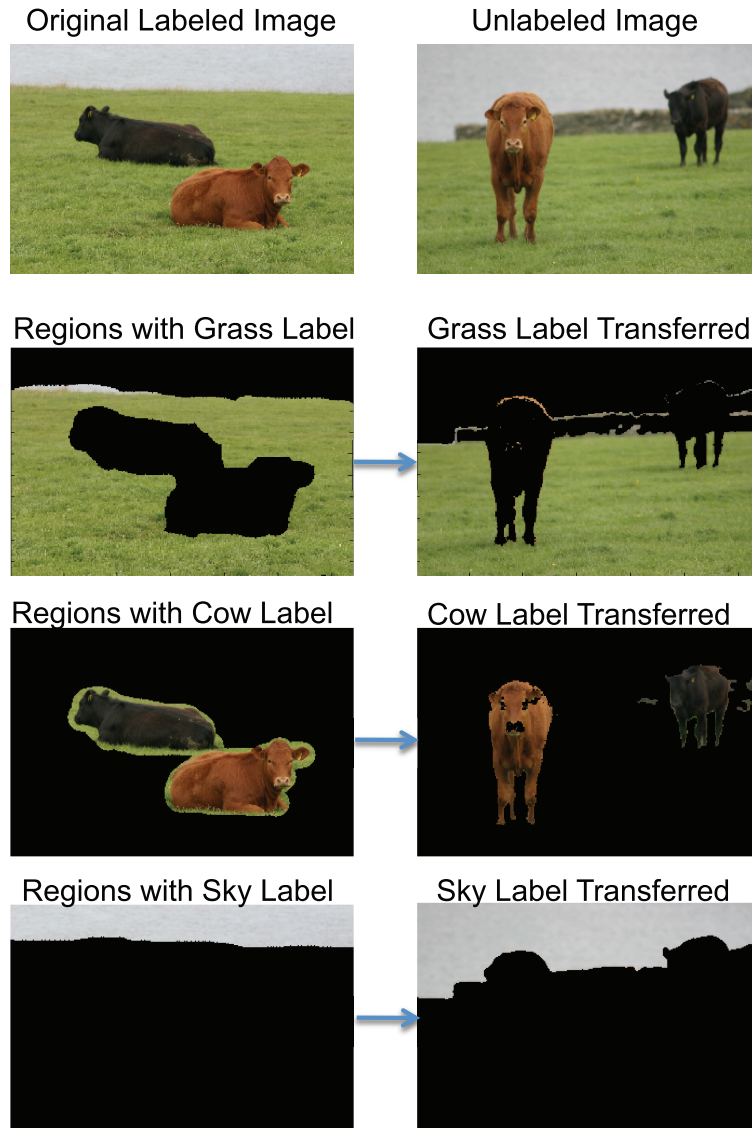 Original Labeled Image
Unlabeled Image
Regions with Grass Label
Grass Label Transferred
Regions with Cow Label
Cow Label Transferred
Regions with Sky Label
Sky Label Transferred